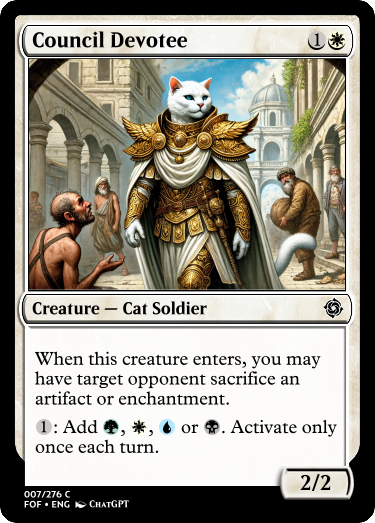 Council Devotee 1
Creature — Cat Soldier
When this creature enters, you may
have target opponent sacrifice an
artifact or enchantment.
1: Add , , or . Activate only
once each turn.
2/2
007/276 C
FOF • ENG ChatGPT